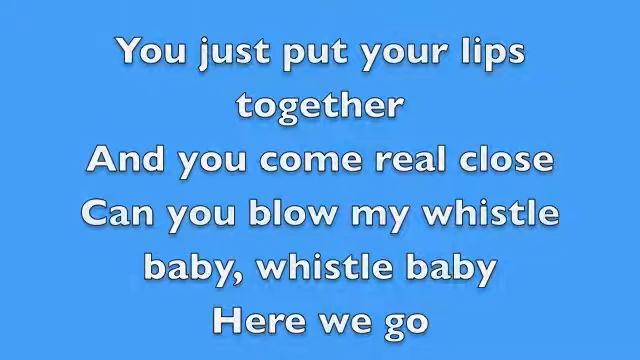 You just put your lips
together
And you come real close
Can you blow my whistle
baby, whistle baby
Here we go